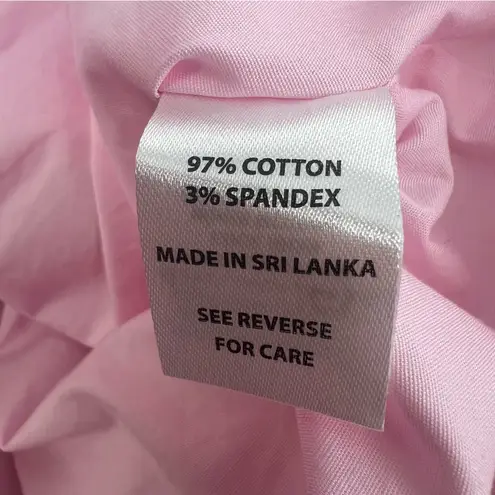 97% COTTON
3% SPANDEX
MADE IN SRI LANKA
SEE REVERSE
FOR CARE